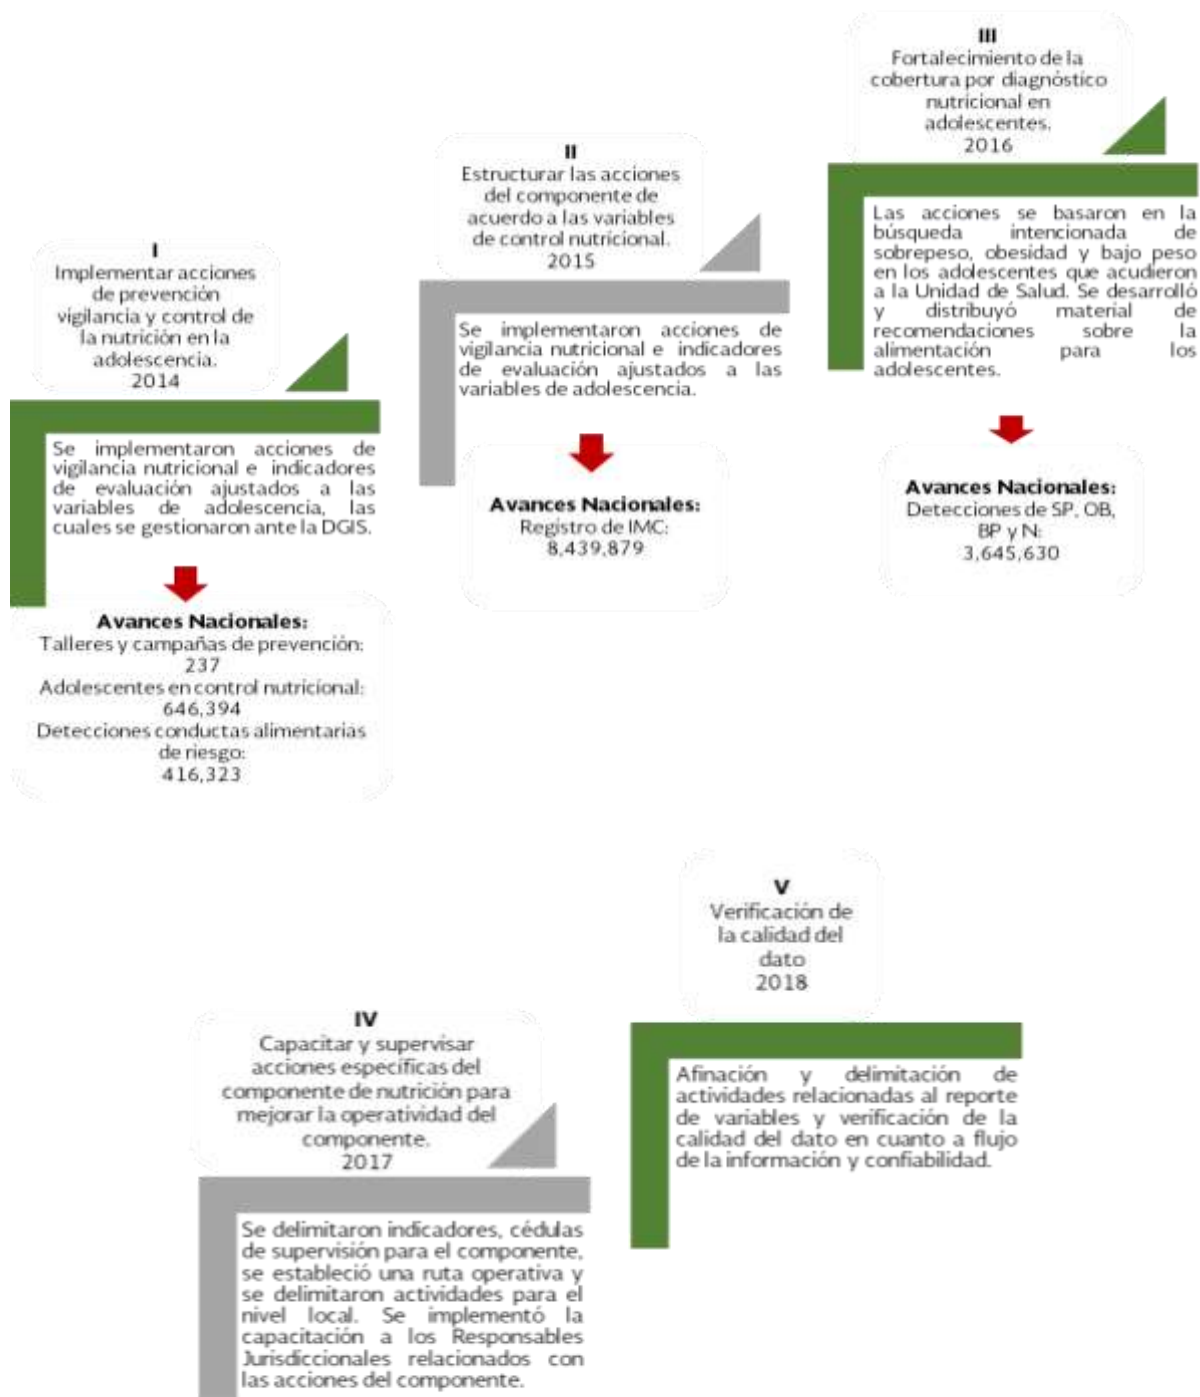 I
Implementar acciones
de prevención
vigilancia y control de
la nutrición en la
adolescencia.
2014
Se implementaron acciones de
vigilancia nutricional e indicadores
de evaluación ajustados a las
variables de adolescencia, las
cuales se gestionaron ante la DGIS.
Avances Nacionales:
Talleres y campañas de prevención:
237
Adolescentes en control nutricional:
646,394
Detecciones conductas alimentarias
de riesgo:
416,323
II
Estructurar las acciones
del componente de
acuerdo a las variables
de control nutricional.
2015
Se implementaron acciones de
vigilancia nutricional e indicadores
de evaluación ajustados a las
variables de adolescencia.
Avances Nacionales:
Registro de IMC:
8,439,879
III
Fortalecimiento de la
cobertura por diagnóstico
nutricional en
adolescentes.
2016
Las acciones se basaron en la
búsqueda intencionada de
sobrepeso, obesidad y bajo peso
en los adolescentes que acudieron
a la Unidad de Salud. Se desarrolló
y distribuyó material de
recomendaciones sobre la
alimentación para los
adolescentes.
Avances Nacionales:
Detecciones de SP, OB,
BP y N:
3,645,630
IV
Capacitar y supervisar
acciones específicas del
componente de nutrición para
mejorar la operatividad del
componente.
2017
Se delimitaron indicadores, cédulas
de supervisión para el componente,
se estableció una ruta operativa y
se delimitaron actividades para el
nivel local. Se implementó la
capacitación a los Responsables
Jurisdiccionales relacionados con
las acciones del componente.
V
Verificación de
la calidad del
dato
2018
Afinación y delimitación de
actividades relacionadas al reporte
de variables y verificación de la
calidad del dato en cuanto a flujo
de la información y confiabilidad.